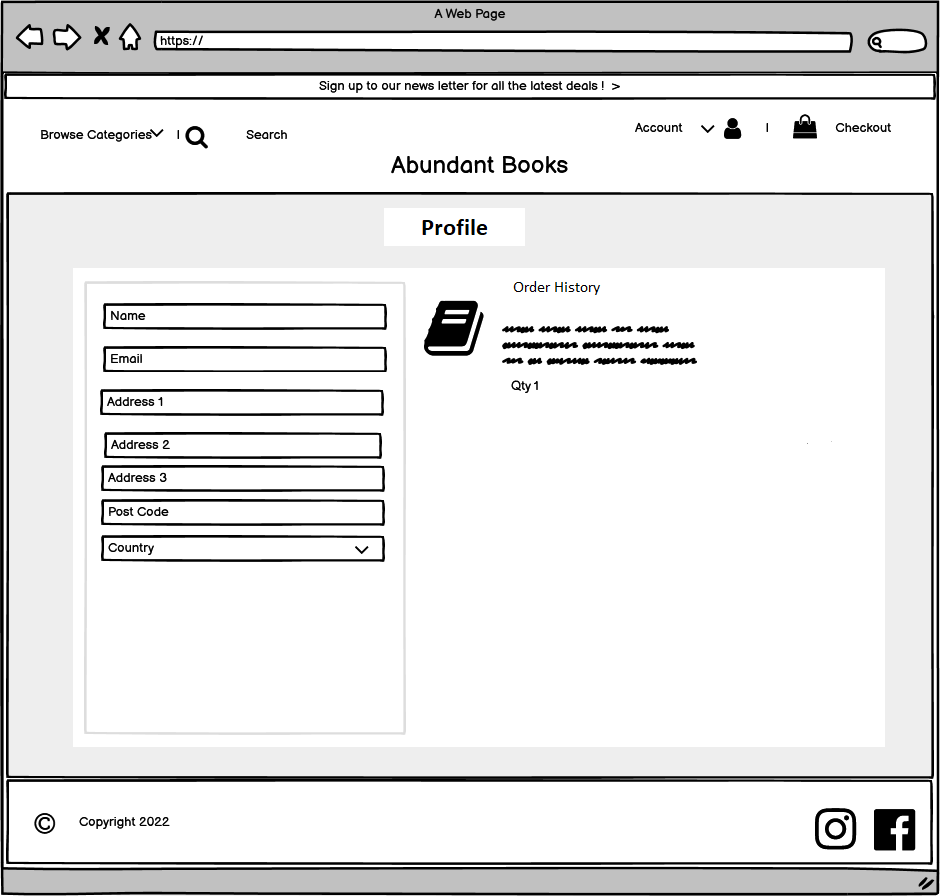 A Web Page
https://
Sign up to our news letter for all the latest deals ! >
Browse Categories | Search
Account | Checkout
Abundant Books
Profile
Order History
Name
Email
Address 1
Address 2
Address 3
Post Code
Country
Qty 1
© Copyright 2022